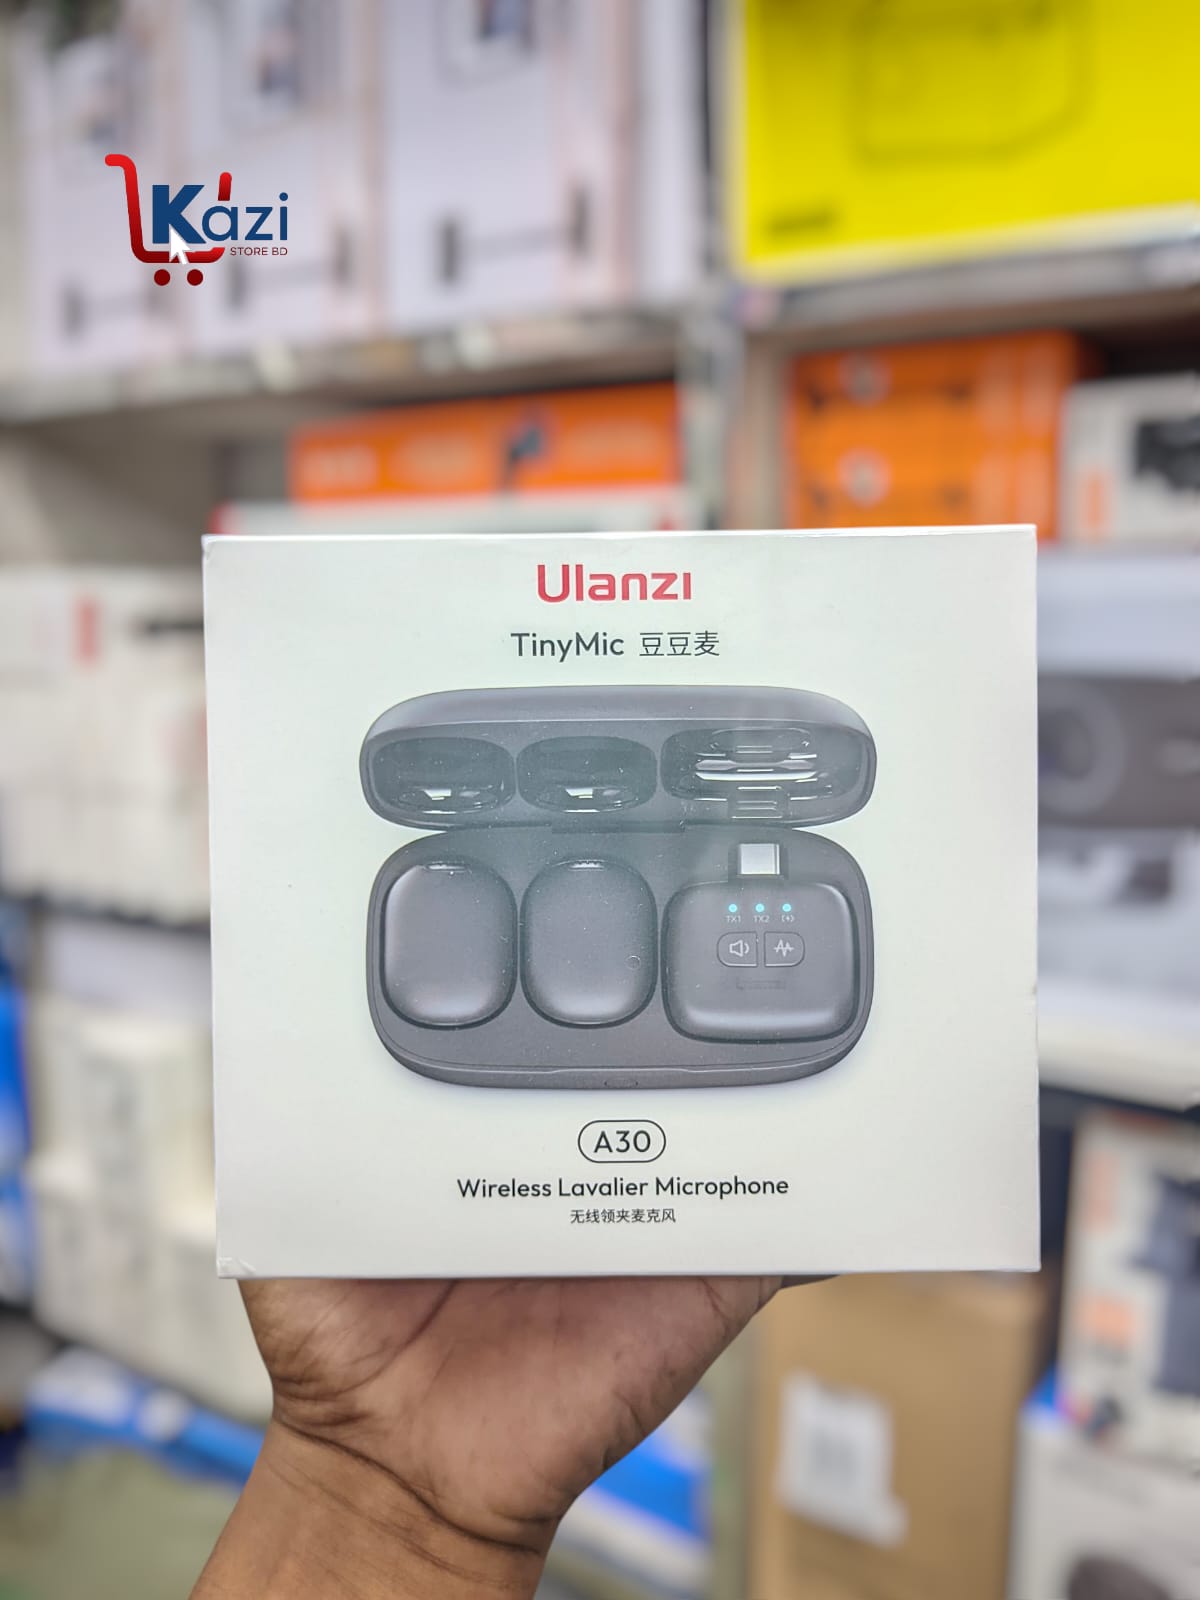 Kazi
STORE BD
Ulanzi
TinyMic 豆豆麦
TX1 TX2
A30
Wireless Lavalier Microphone
无线领夹麦克风